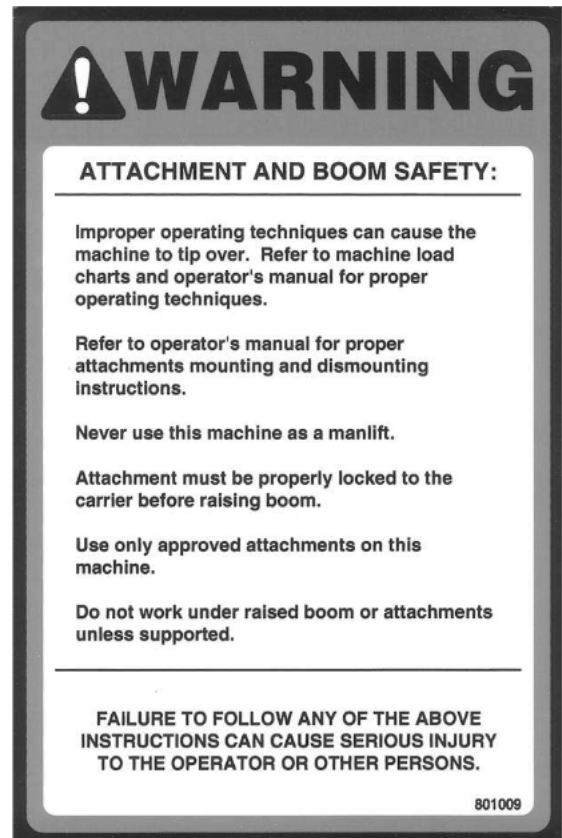 WARNING
ATTACHMENT AND BOOM SAFETY:
Improper operating techniques can cause the
machine to tip over.  Refer to machine load
charts and operator's manual for proper
operating techniques.
Refer to operator's manual for proper
attachments mounting and dismounting
instructions.
Never use this machine as a manlift.
Attachment must be properly locked to the
carrier before raising boom.
Use only approved attachments on this
machine.
Do not work under raised boom or attachments
unless supported.
FAILURE TO FOLLOW ANY OF THE ABOVE
INSTRUCTIONS CAN CAUSE SERIOUS INJURY
TO THE OPERATOR OR OTHER PERSONS.
801009